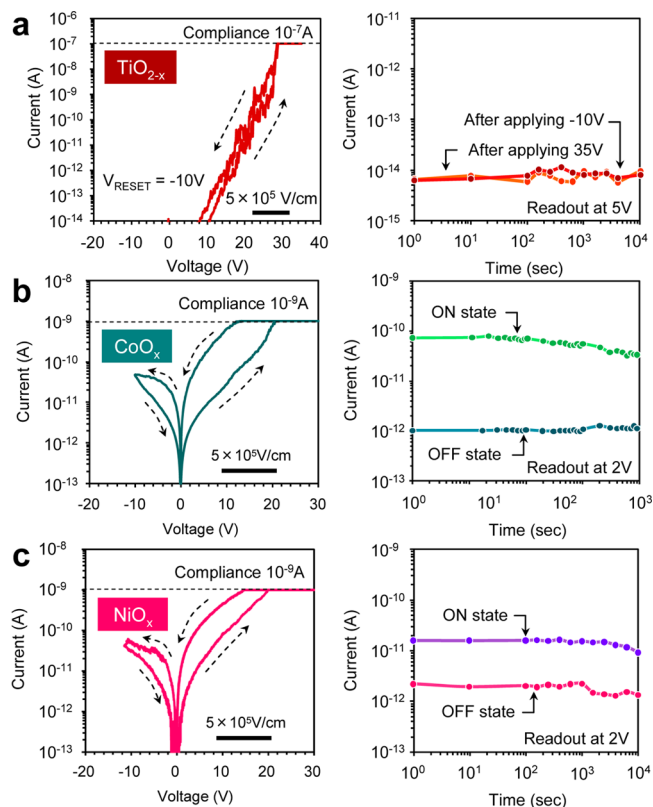 a
Compliance 10⁻⁷A
TiO₂₋ₓ
V_RESET = -10V
5 × 10⁵ V/cm
Current (A)
10⁻⁶
10⁻⁷
10⁻⁸
10⁻⁹
10⁻¹⁰
10⁻¹¹
10⁻¹²
10⁻¹³
10⁻¹⁴
-20 -10 0 10 20 30 40
Voltage (V)
Current (A)
10⁻¹¹
10⁻¹²
10⁻¹³
10⁻¹⁴
10⁻¹⁵
After applying -10V
After applying 35V
Readout at 5V
10⁰ 10¹ 10² 10³ 10⁴
Time (sec)
b
Compliance 10⁻⁹A
CoOₓ
5 × 10⁵V/cm
Current (A)
10⁻⁸
10⁻⁹
10⁻¹⁰
10⁻¹¹
10⁻¹²
10⁻¹³
-20 -10 0 10 20 30
Voltage (V)
Current (A)
10⁻⁹
10⁻¹⁰
10⁻¹¹
10⁻¹²
10⁻¹³
ON state
OFF state
Readout at 2V
10⁰ 10¹ 10² 10³
Time (sec)
c
Compliance 10⁻⁹A
NiOₓ
5 × 10⁵V/cm
Current (A)
10⁻⁸
10⁻⁹
10⁻¹⁰
10⁻¹¹
10⁻¹²
10⁻¹³
-20 -10 0 10 20 30
Voltage (V)
Current (A)
10⁻⁹
10⁻¹⁰
10⁻¹¹
10⁻¹²
10⁻¹³
ON state
OFF state
Readout at 2V
10⁰ 10¹ 10² 10³ 10⁴
Time (sec)